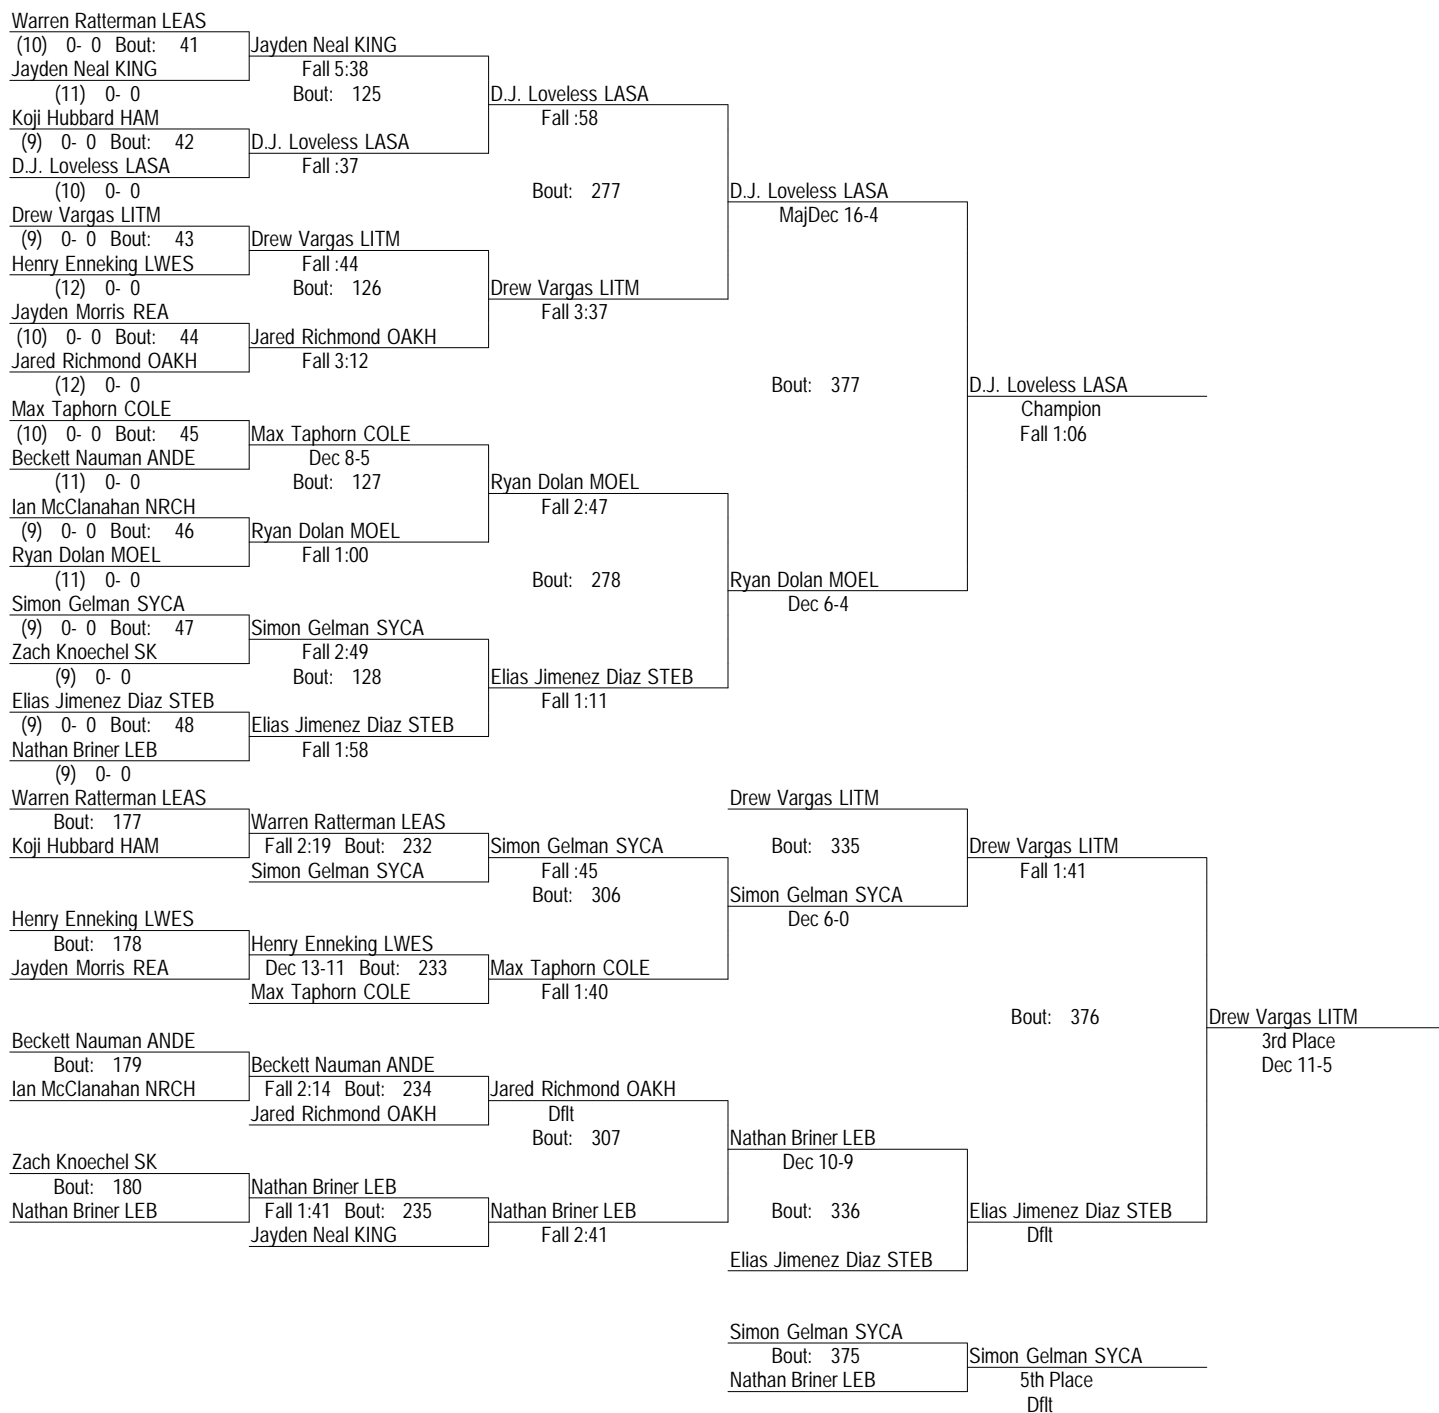 Warren Ratterman LEAS
(10) 0- 0 Bout: 41 Jayden Neal KING
Jayden Neal KING Fall 5:38
(11) 0- 0 Bout: 125 D.J. Loveless LASA
Koji Hubbard HAM Fall :58
(9) 0- 0 Bout: 42 D.J. Loveless LASA
D.J. Loveless LASA Fall :37
(10) 0- 0 Bout: 277 D.J. Loveless LASA
Drew Vargas LITM MajDec 16-4
(9) 0- 0 Bout: 43 Drew Vargas LITM
Henry Enneking LWES Fall :44
(12) 0- 0 Bout: 126 Drew Vargas LITM
Jayden Morris REA Fall 3:37
(10) 0- 0 Bout: 44 Jared Richmond OAKH
Jared Richmond OAKH Fall 3:12
(12) 0- 0 Bout: 377 D.J. Loveless LASA
Max Taphorn COLE Champion
(10) 0- 0 Bout: 45 Max Taphorn COLE Fall 1:06
Beckett Nauman ANDE Dec 8-5
(11) 0- 0 Bout: 127 Ryan Dolan MOEL
Ian McClanahan NRCH Fall 2:47
(9) 0- 0 Bout: 46 Ryan Dolan MOEL
Ryan Dolan MOEL Fall 1:00
(11) 0- 0 Bout: 278 Ryan Dolan MOEL
Simon Gelman SYCA Dec 6-4
(9) 0- 0 Bout: 47 Simon Gelman SYCA
Zach Knoechel SK Fall 2:49
(9) 0- 0 Bout: 128 Elias Jimenez Diaz STEB
Elias Jimenez Diaz STEB Fall 1:11
(9) 0- 0 Bout: 48 Elias Jimenez Diaz STEB
Nathan Briner LEB Fall 1:58
(9) 0- 0
Warren Ratterman LEAS Drew Vargas LITM
Bout: 177 Warren Ratterman LEAS
Koji Hubbard HAM Fall 2:19 Bout: 232 Simon Gelman SYCA Bout: 335 Drew Vargas LITM
Simon Gelman SYCA Fall :45 Fall 1:41
Bout: 306 Simon Gelman SYCA
Henry Enneking LWES Dec 6-0
Bout: 178 Henry Enneking LWES
Jayden Morris REA Dec 13-11 Bout: 233 Max Taphorn COLE
Max Taphorn COLE Fall 1:40
Bout: 376 Drew Vargas LITM
Beckett Nauman ANDE 3rd Place
Bout: 179 Beckett Nauman ANDE Dec 11-5
Ian McClanahan NRCH Fall 2:14 Bout: 234 Jared Richmond OAKH
Jared Richmond OAKH Dflt
Bout: 307 Nathan Briner LEB
Zach Knoechel SK Dec 10-9
Bout: 180 Nathan Briner LEB
Nathan Briner LEB Fall 1:41 Bout: 235 Nathan Briner LEB Bout: 336 Elias Jimenez Diaz STEB
Jayden Neal KING Fall 2:41 Dflt
Elias Jimenez Diaz STEB
Simon Gelman SYCA
Bout: 375 Simon Gelman SYCA
Nathan Briner LEB 5th Place
Dflt